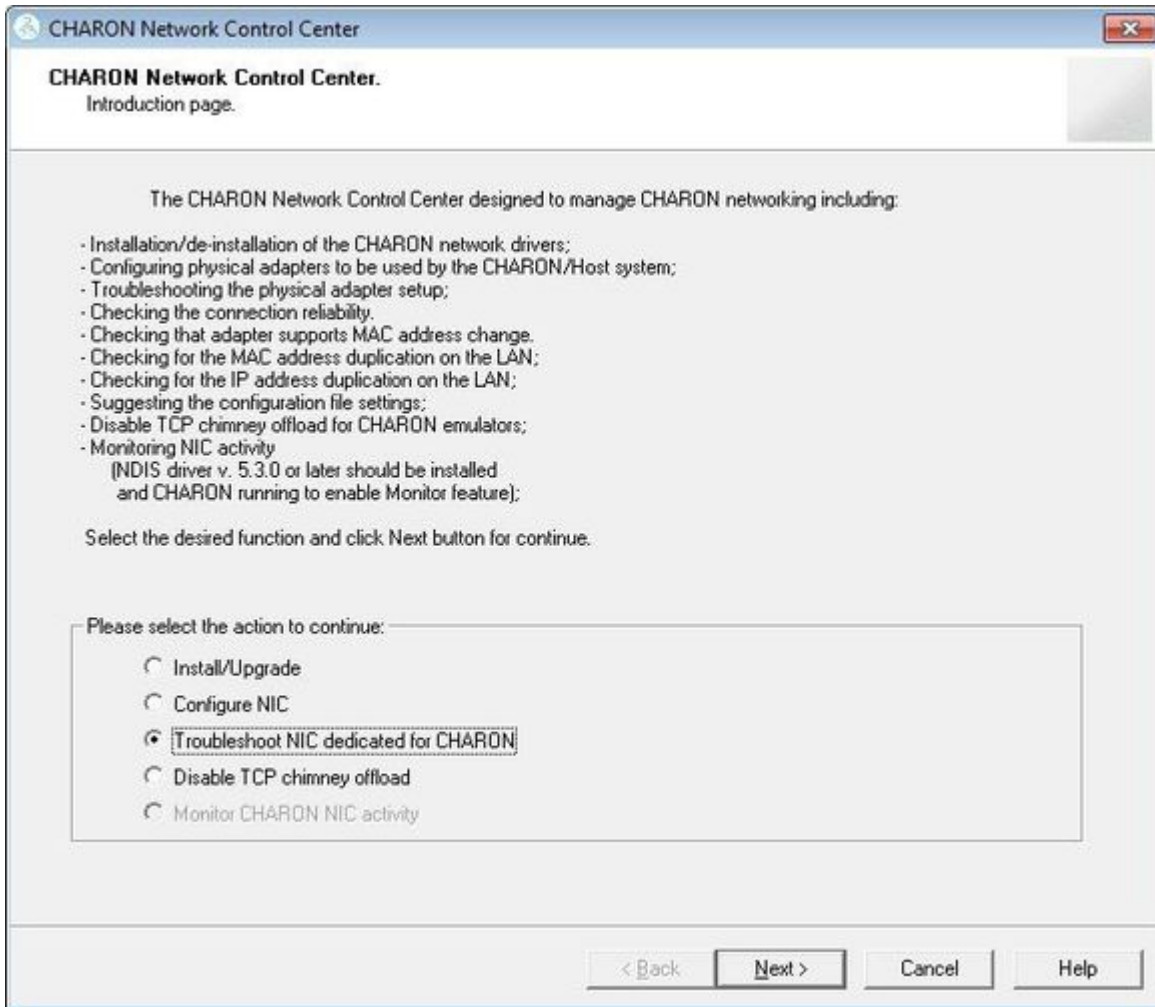 CHARON Network Control Center
CHARON Network Control Center.
Introduction page.
The CHARON Network Control Center designed to manage CHARON networking including:
- Installation/de-installation of the CHARON network drivers;
- Configuring physical adapters to be used by the CHARON/Host system;
- Troubleshooting the physical adapter setup;
- Checking the connection reliability.
- Checking that adapter supports MAC address change.
- Checking for the MAC address duplication on the LAN;
- Checking for the IP address duplication on the LAN;
- Suggesting the configuration file settings;
- Disable TCP chimney offload for CHARON emulators;
- Monitoring NIC activity
(NDIS driver v. 5.3.0 or later should be installed
and CHARON running to enable Monitor feature);
Select the desired function and click Next button for continue.
Please select the action to continue:
Install/Upgrade
Configure NIC
Troubleshoot NIC dedicated for CHARON
Disable TCP chimney offload
Monitor CHARON NIC activity
< Back
Next >
Cancel
Help